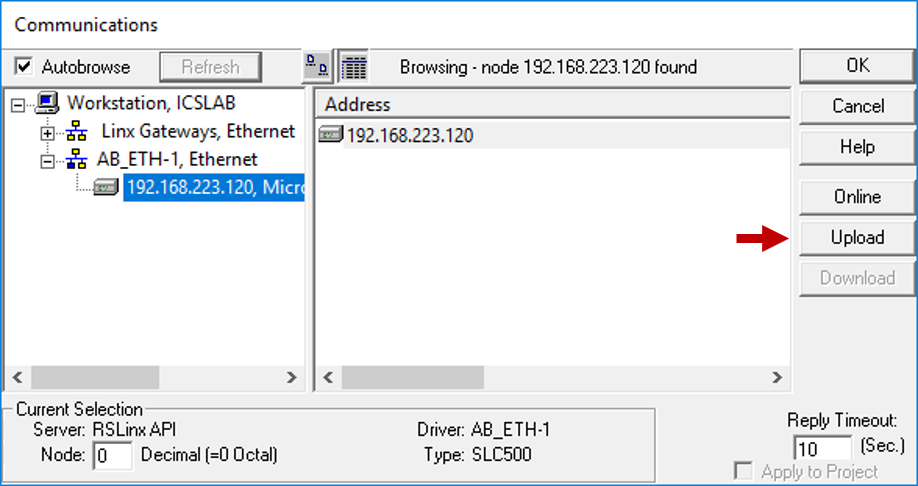 Communications
Autobrowse
Refresh
Browsing - node 192.168.223.120 found
OK
Workstation, ICSLAB
Linx Gateways, Ethernet
AB_ETH-1, Ethernet
192.168.223.120, Micro
Address
192.168.223.120
Cancel
Help
Online
Upload
Download
Current Selection
Server: RSLinx API
Driver: AB_ETH-1
Node: 0 Decimal (=0 Octal)
Type: SLC500
Reply Timeout:
10 (Sec.)
Apply to Project